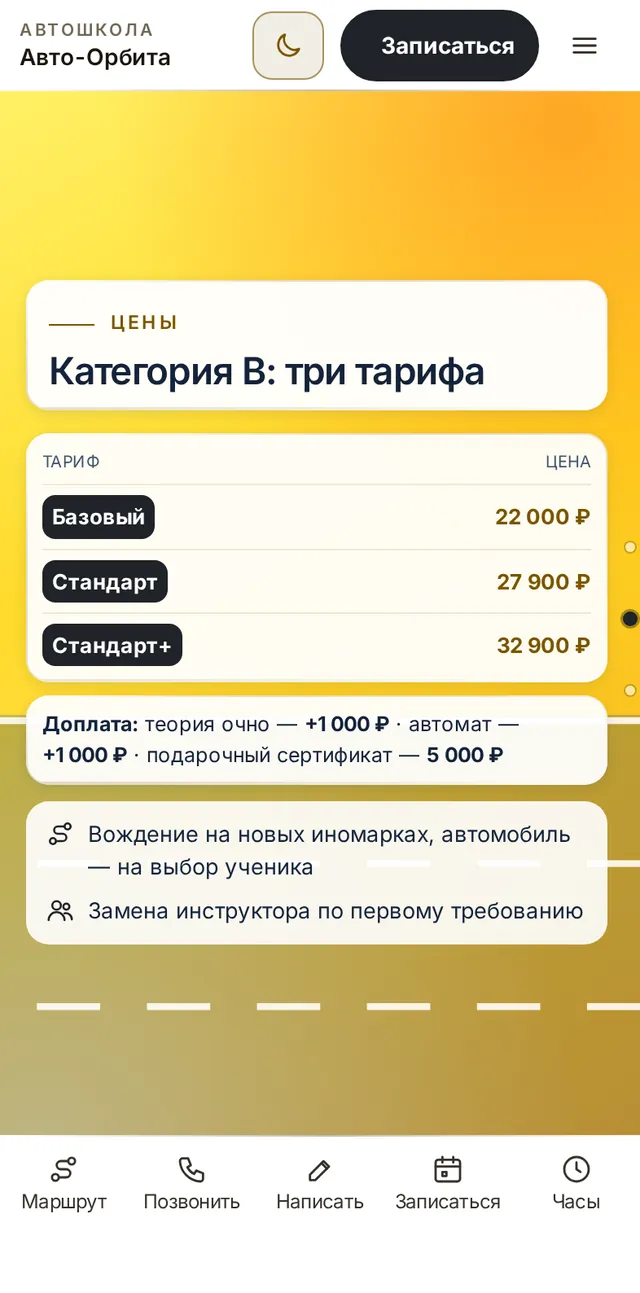 АВТОШКОЛА
Авто-Орбита
Записаться
ЦЕНЫ
Категория B: три тарифа
ТАРИФ ЦЕНА
Базовый 22 000 ₽
Стандарт 27 900 ₽
Стандарт+ 32 900 ₽
Доплата: теория очно — +1 000 ₽ · автомат —
+1 000 ₽ · подарочный сертификат — 5 000 ₽
Вождение на новых иномарках, автомобиль
— на выбор ученика
Замена инструктора по первому требованию
Маршрут Позвонить Написать Записаться Часы